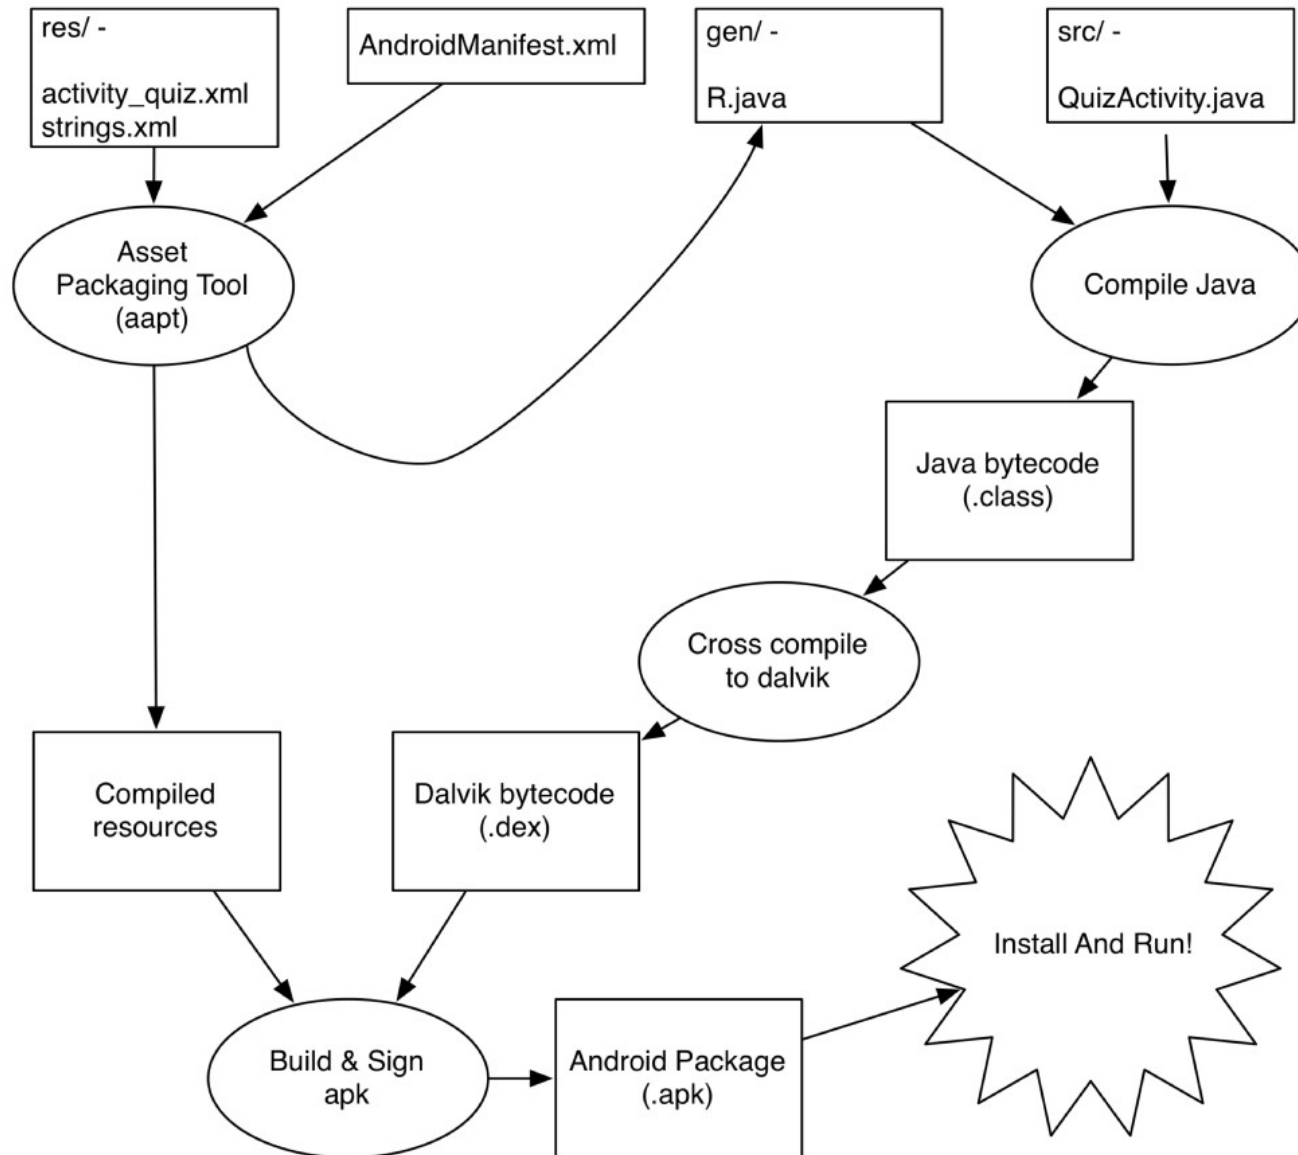 res/ -
activity_quiz.xml
strings.xml
AndroidManifest.xml
gen/ -
R.java
src/ -
QuizActivity.java
Asset
Packaging Tool
(aapt)
Compile Java
Java bytecode
(.class)
Cross compile
to dalvik
Compiled
resources
Dalvik bytecode
(.dex)
Install And Run!
Build & Sign
apk
Android Package
(.apk)